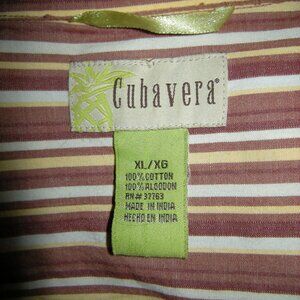 Cubavera®
XL/XG
100% COTTON
100% ALGODON
RN# 37763
MADE IN INDIA
HECHO EN INDIA